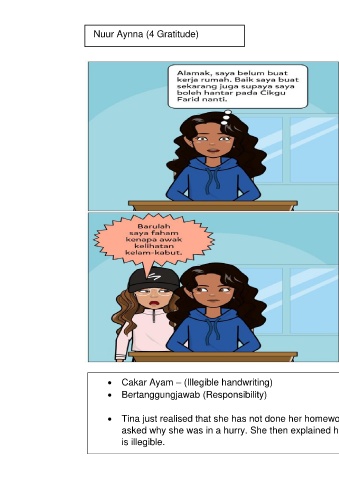 Nuur Aynna (4 Gratitude)
Alamak, saya belum buat
kerja rumah. Baik saya buat
sekarang juga supaya saya
boleh hantar pada Cikgu
Farid nanti.
Barulah
saya faham
kenapa awak
kelihatan
kelam-kabut.
• Cakar Ayam – (Illegible handwriting)
• Bertanggungjawab (Responsibility)
• Tina just realised that she has not done her homewo
asked why she was in a hurry. She then explained h
is illegible.